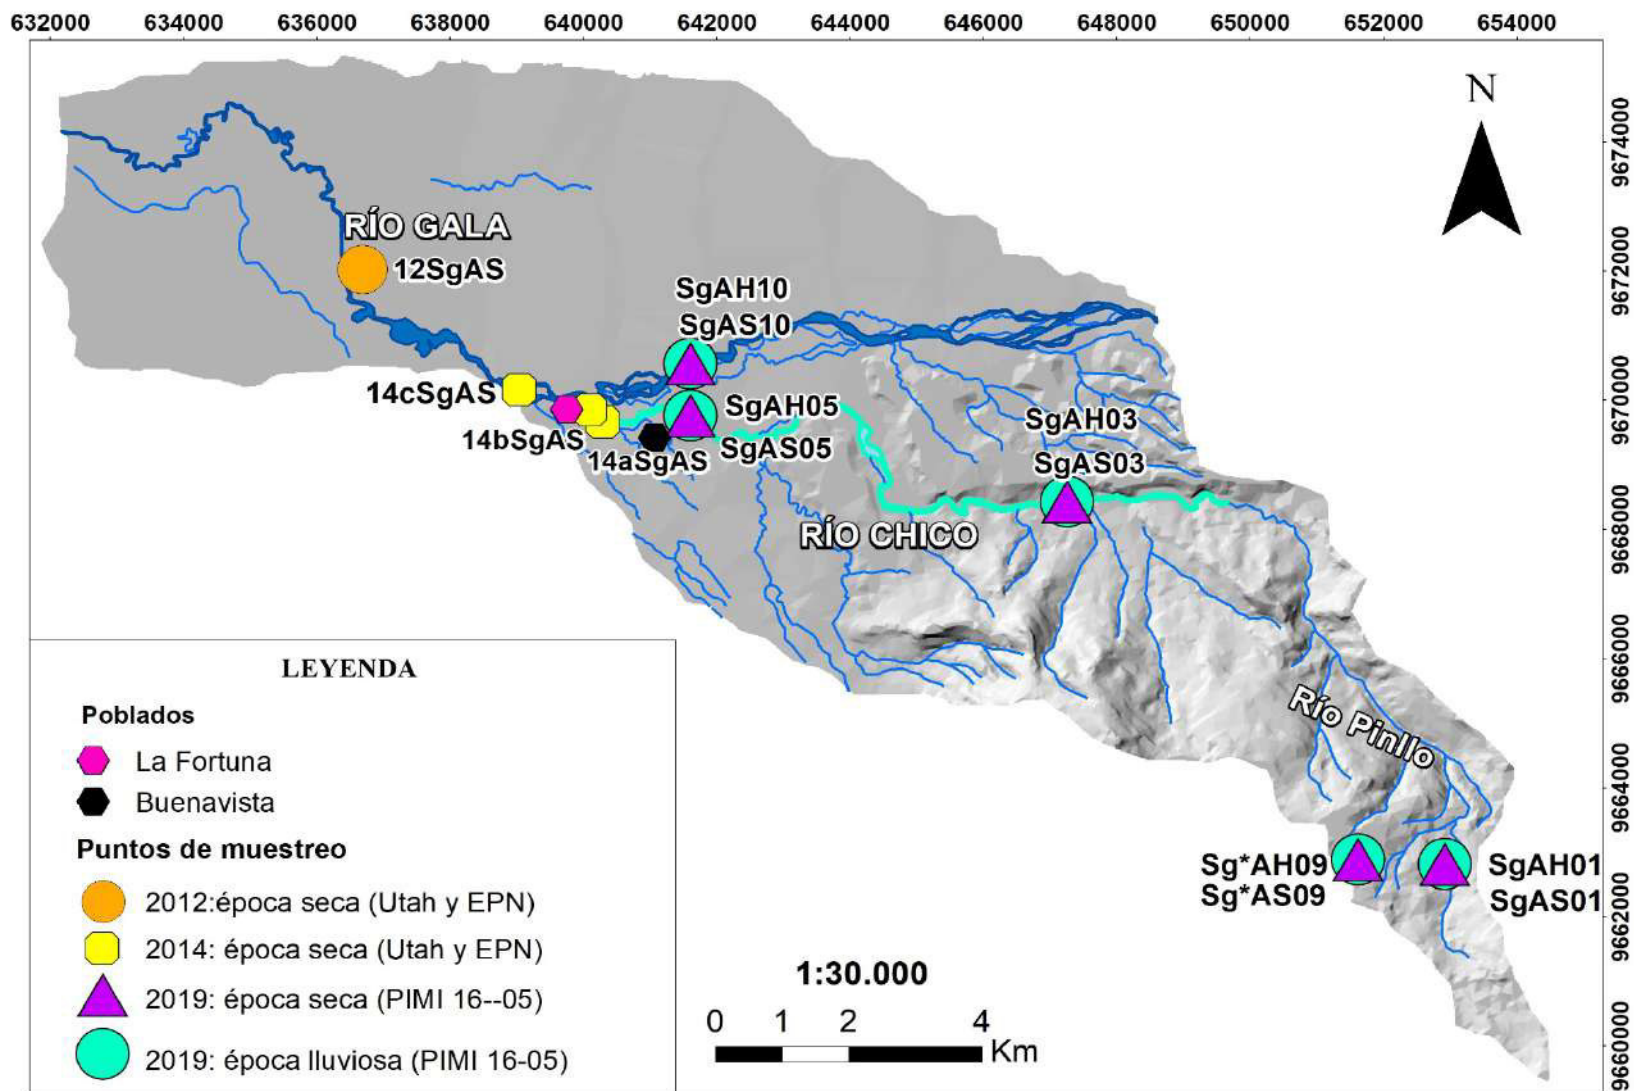 632000 634000 636000 638000 640000 642000 644000 646000 648000 650000 652000 654000
N
9674000
9672000
9670000
9668000
9666000
9664000
9662000
9660000
RÍO GALA
12SgAS
SgAH10
SgAS10
14cSgAS
14bSgAS
14aSgAS
SgAH05
SgAS05
SgAH03
SgAS03
RÍO CHICO
Río Pinllo
Sg*AH09
Sg*AS09
SgAH01
SgAS01
LEYENDA
Poblados
La Fortuna
Buenavista
Puntos de muestreo
2012:época seca (Utah y EPN)
2014: época seca (Utah y EPN)
2019: época seca (PIMI 16--05)
2019: época lluviosa (PIMI 16-05)
1:30.000
0 1 2 4
Km